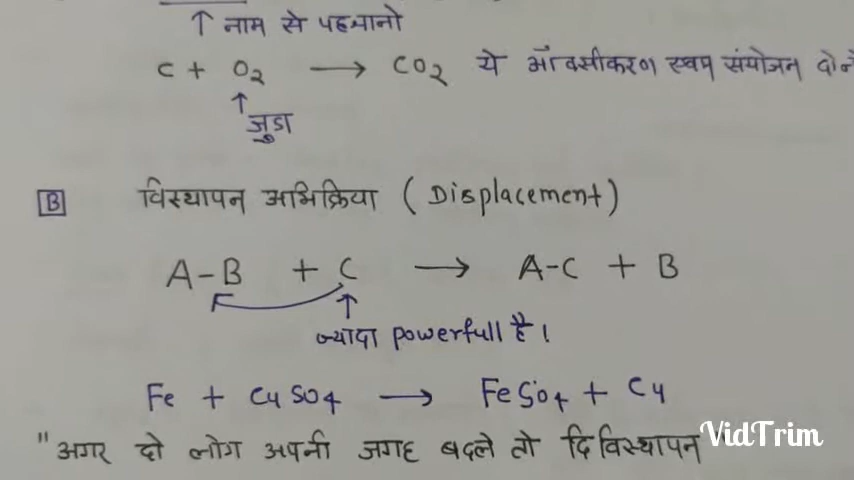 ↑ नाम से पहचानो
C + O₂ → CO₂ ये ऑक्सीकरण स्वम संयोजन दोनों
↑
जुडा
B विस्थापन अभिक्रिया ( Displacement )
A-B + C → A-C + B
↑
ज्यादा powerfull है।
Fe + CuSO₄ → FeSO₄ + Cu
"अगर दो लोग अपनी जगह बदले तो दिविस्थापन"
VidTrim